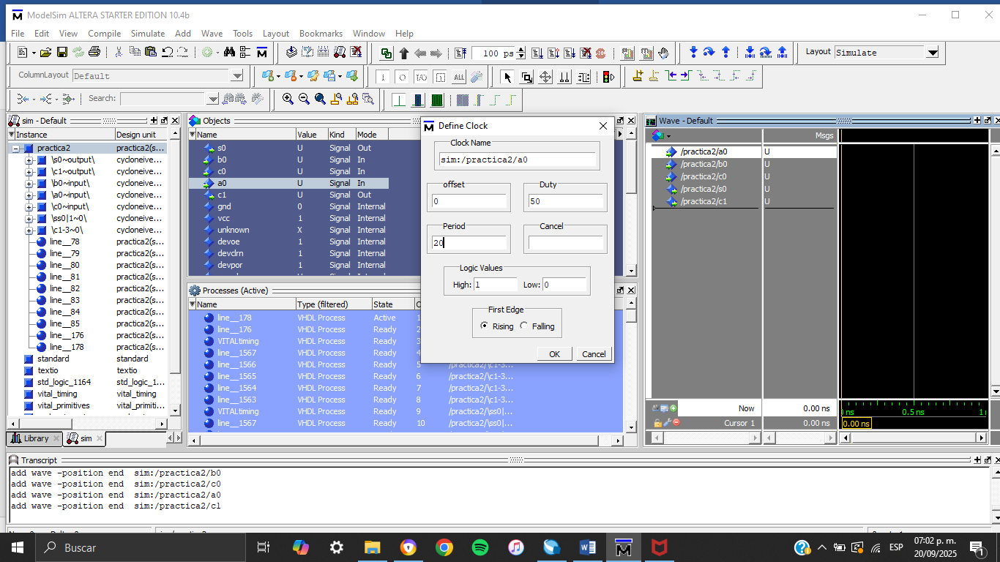 ModelSim ALTERA STARTER EDITION 10.4b
File Edit View Compile Simulate Add Wave Tools Layout Bookmarks Window Help
100 ps
Layout Simulate
ColumnLayout Default
Search:
sim - Default
Instance Design unit
practica2 practica2(s...
\s0~output\ cycloneive...
\c1~output\ cycloneive...
\b0~input\ cycloneive...
\a0~input\ cycloneive...
\c0~input\ cycloneive...
\ss0|1~0\ cycloneive...
\c1-3~0\ cycloneive...
line__78 practica2(s...
line__79 practica2(s...
line__80 practica2(s...
line__81 practica2(s...
line__82 practica2(s...
line__83 practica2(s...
line__84 practica2(s...
line__85 practica2(s...
line__176 practica2(s...
line__178 practica2(s...
standard standard
textio textio
std_logic_1164 std_logic_1...
vital_timing vital_timing
vital_primitives vital_primiti...
Library sim
Objects
Name Value Kind Mode
s0 U Signal Out
b0 U Signal In
c0 U Signal In
a0 U Signal In
c1 U Signal Out
gnd 0 Signal Internal
vcc 1 Signal Internal
unknown X Signal Internal
devoe 1 Signal Internal
devclrn 1 Signal Internal
devpor 1 Signal Internal
Processes (Active)
Name Type (filtered) State
line__178 VHDL Process Active 1
line__176 VHDL Process Ready 2
VITALtiming VHDL Process Ready 3
line__1567 VHDL Process Ready 4
line__1566 VHDL Process Ready 5 /practica2/\c1-3...
line__1565 VHDL Process Ready 6 /practica2/\c1-3...
line__1564 VHDL Process Ready 7 /practica2/\c1-3...
line__1563 VHDL Process Ready 8 /practica2/\c1-3...
VITALtiming VHDL Process Ready 9 /practica2/\ss0|...
line__1567 VHDL Process Ready 10 /practica2/\ss0|...
Define Clock
Clock Name
sim:/practica2/a0
offset Duty
0 50
Period Cancel
20
Logic Values
High: 1 Low: 0
First Edge
Rising Falling
OK Cancel
Wave - Default
Msgs
/practica2/a0 U
/practica2/b0 U
/practica2/c0 U
/practica2/s0 U
/practica2/c1 U
Now 0.00 ns
Cursor 1 0.00 ns
ns 0.5 ns 1
0.00 ns
Transcript
add wave -position end sim:/practica2/b0
add wave -position end sim:/practica2/c0
add wave -position end sim:/practica2/a0
add wave -position end sim:/practica2/c1
Buscar
ESP
07:02 p. m.
20/09/2025
1